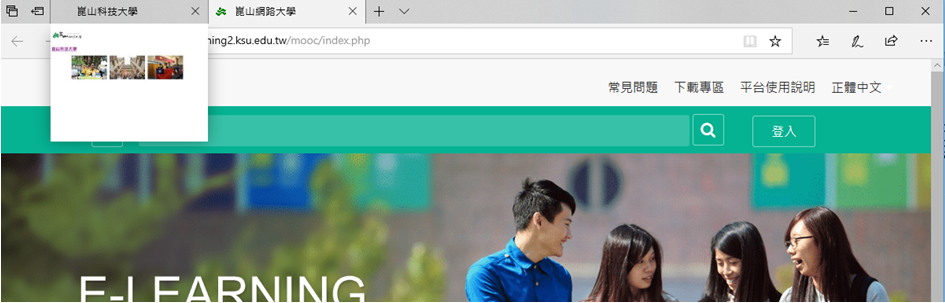 崑山科技大學
崑山網路大學
ning2.ksu.edu.tw/mooc/index.php
崑山科技大學
常見問題 下載專區 平台使用說明 正體中文
登入
E-LEARNING